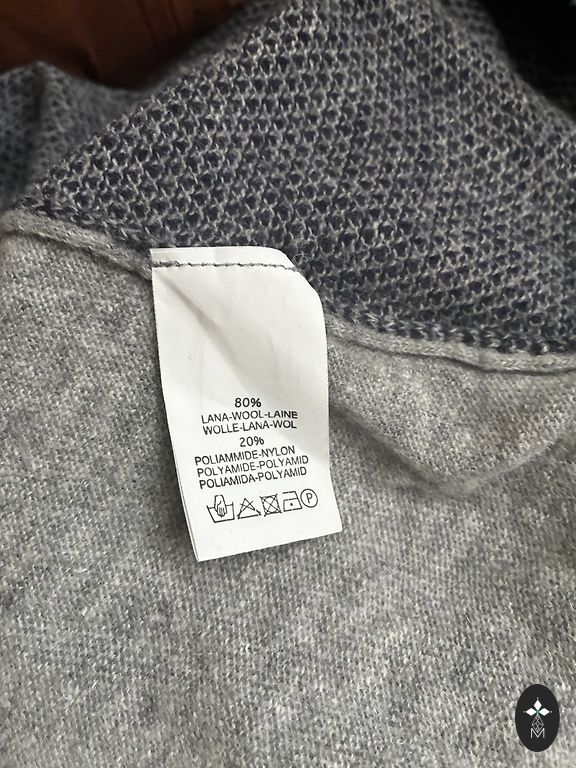 80%
LANA-WOOL-LAINE
WOLLE-LANA-WOL
20%
POLIAMMIDE-NYLON
POLYAMIDE-POLYAMID
POLIAMIDA-POLYAMID
P
M